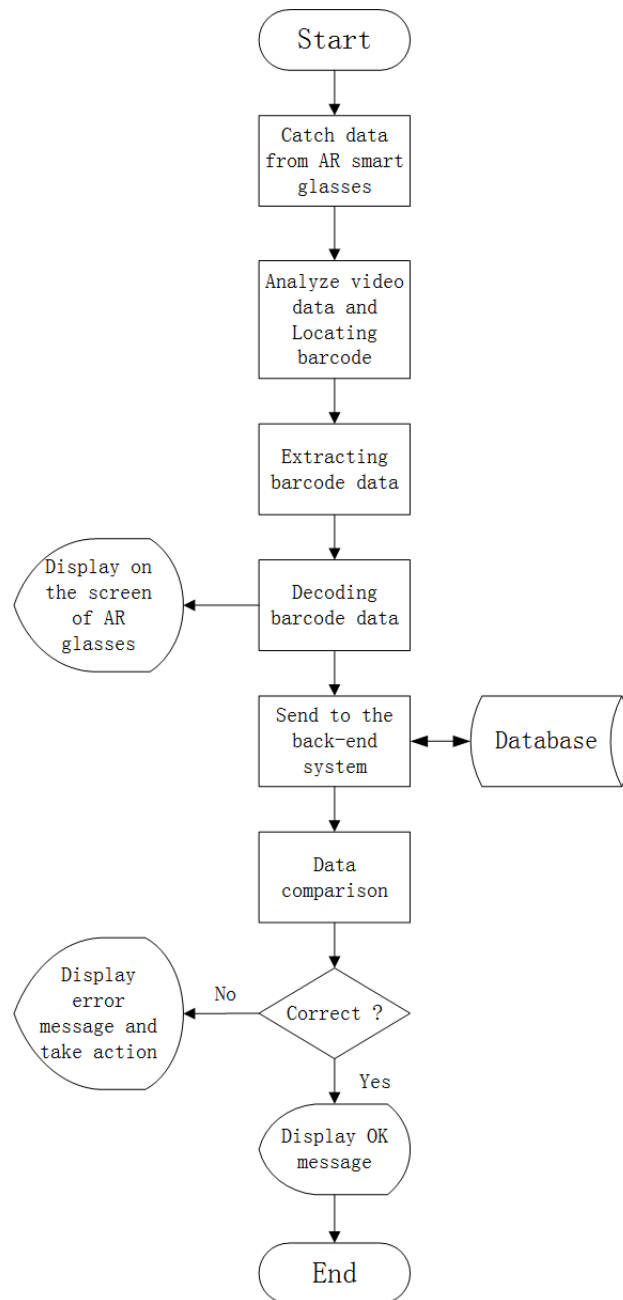 Start
Catch data
from AR smart
glasses
Analyze video
data and
Locating
barcode
Extracting
barcode data
Display on
the screen
of AR
glasses
Decoding
barcode data
Send to the
back-end
system
Database
Data
comparison
Display
error
message and
take action
No
Correct ?
Yes
Display OK
message
End